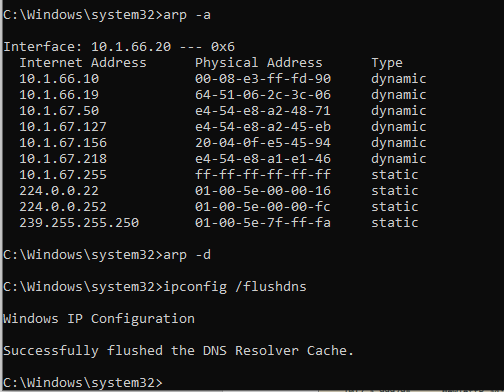 C:\Windows\system32>arp -a
Interface: 10.1.66.20 --- 0x6
Internet Address Physical Address Type
10.1.66.10 00-08-e3-ff-fd-90 dynamic
10.1.66.19 64-51-06-2c-3c-06 dynamic
10.1.67.50 e4-54-e8-a2-48-71 dynamic
10.1.67.127 e4-54-e8-a2-45-eb dynamic
10.1.67.156 20-04-0f-e5-45-94 dynamic
10.1.67.218 e4-54-e8-a1-e1-46 dynamic
10.1.67.255 ff-ff-ff-ff-ff-ff static
224.0.0.22 01-00-5e-00-00-16 static
224.0.0.252 01-00-5e-00-00-fc static
239.255.255.250 01-00-5e-7f-ff-fa static
C:\Windows\system32>arp -d
C:\Windows\system32>ipconfig /flushdns
Windows IP Configuration
Successfully flushed the DNS Resolver Cache.
C:\Windows\system32>